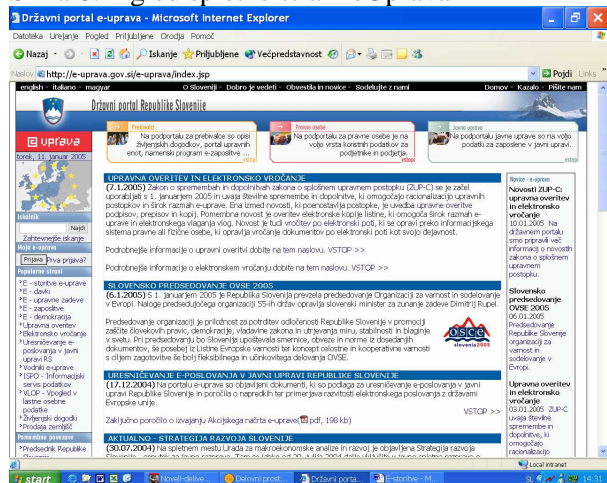 Državni portal e-uprava - Microsoft Internet Explorer
Datoteka Urejanje Pogled Priljubljene Orodja Pomoč
Nazaj Iskanje Priljubljene Večpredstavnost
Naslov http://e-uprava.gov.si/e-uprava/index.jsp Pojdi Links
english - italiano - magyar O Sloveniji - Dobro je vedeti - Obvestila in novice - Sodelujte z nami Domov - Kazalo - Pišite nam
Državni portal Republike Slovenije
e uprava
torek, 11. januar 2005
Iskalnik
Najdi
Zahtevnejše iskanje
Moja e-uprava
Prijava Prva prijava?
Popularne strani
E - storitve e-uprave
E - davki
E - upravne zadeve
E - zaposlitve
E - demokracija
Upravna overitev
Elektronsko vročanje
Uresničevanje e-
poslovanja v javni
upravi RS
Vodniki e-uprave
ISPO - Informacijski
servis podatkov
VLOP - Vpogled v
lastne osebne
podatke
Življenjski dogodki
Prodaja zemljišč
Pomembne povezave
Predsednik Republike
Prebivalci
Na podportalu za prebivalce so opisi
življenjskih dogodkov, portal upravnih
enot, namenski program e-zaposlitve ...
vstopi
Pravne osebe
Na podportalu za pravne osebe je na
voljo vrsta koristnih podatkov za
podjetnike in podjetja.
vstopi
Javna uprava
Na podportalu javne uprave so na voljo
podatki za zaposlene v javni upravi.
vstopi
UPRAVNA OVERITEV IN ELEKTRONSKO VROČANJE
(7.1.2005) Zakon o spremembah in dopolnitvah zakona o splošnem upravnem postopku (ZUP-C) se je začel
uporabljati s 1. januarjem 2005 in uvaja številne spremembe in dopolnitve, ki omogočajo racionalizacijo upravnih
postopkov in širok razmah e-uprave. Ena izmed novosti, ki poenostavlja postopke, je uvedba upravne overitve
podpisov, prepisov in kopij. Pomembna novost je overitev elektronske kopije listine, ki omogoča širok razmah e-
uprave in elektronskega vlaganja vlog. Novost je tudi vročitev po elektronski poti, ki se opravi preko informacijskega
sistema pravne ali fizične osebe, ki opravlja vročanje dokumentov po elektronski poti kot svojo dejavnost.
Podrobnejše informacije o upravni overitvi dobite na tem naslovu. VSTOP >>
Podrobnejše informacije o elektronskem vročanju dobite na tem naslovu. VSTOP >>
SLOVENSKO PREDSEDOVANJE OVSE 2005
(6.1.2005) S 1. januarjem 2005 je Republika Slovenija prevzela predsedovanje Organizaciji za varnost in sodelovanje
v Evropi. Naloge predsedujočega organizaciji 55-ih držav opravlja slovenski minister za zunanje zadeve Dimitrij Rupel.
Predsedovanje organizaciji je priložnost za potrditev odločenosti Republike Slovenije v promociji
zaščite človekovih pravic, demokracije, vladavine zakona in utrjevanja miru, stabilnosti in blaginje
v svetu. Pri predsedovanju bo Slovenija upoštevala smernice, obveze in norme iz dosedanjih
dokumentov, še posebej iz Listine Evropske varnosti ter koncept celostne in kooperativne varnosti
s ciljem zagotovitve še bolj fleksibilnega in učinkovitega delovanja OVSE.
osce
slovenia2005
URESNIČEVANJE E-POSLOVANJA V JAVNI UPRAVI REPUBLIKE SLOVENIJE
(17.12.2004) Na portalu e-uprave so objavljeni dokumenti, ki so podlaga za uresničevanje e-poslovanja v javni
upravi Republike Slovenije in poročila o napredkih ter primerjava razvitosti elektronskega poslovanja z državami
Evropske unije.
VSTOP >>
Zaključno poročilo o izvajanju Akcijskega načrta e-uprave( pdf, 198 kb)
AKTUALNO - STRATEGIJA RAZVOJA SLOVENIJE
(30.07.2004) Na spletnem mestu Urada za makroekonomske analize in razvoj je objavljena Strategija razvoja
Novice - e-uprava
Novosti ZUP-C:
upravna overitev
in elektronsko
vročanje
10.01.2005 Na
državnem portalu
smo pripravili več
informacij o novostih
zakona o splošnem
upravnem
postopku.
Slovensko
predsedovanje
OVSE 2005
06.01.2005
Predsedovanje
Republike Slovenije
organizaciji za
varnost in
sodelovanje v
Evropi.
Upravna overitev
in elektronsko
vročanje
03.01.2005 ZUP-C
uvaja številne
spremembe in
dopolnitve, ki
omogočajo
racionalizacijo
Local intranet
start Novell-delive... Delovni prost... Državni porta... E-storitve - M... SL 14:31